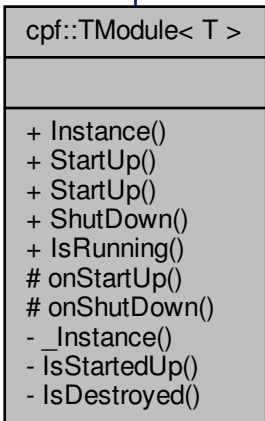 cpf::TModule< T >
+ Instance()
+ StartUp()
+ StartUp()
+ ShutDown()
+ IsRunning()
# onStartUp()
# onShutDown()
- _Instance()
- IsStartedUp()
- IsDestroyed()